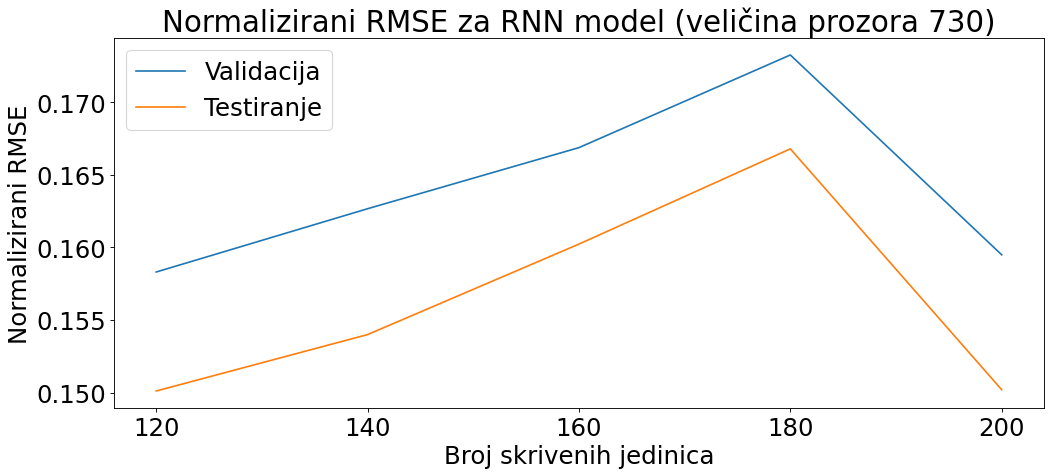 Normalizirani RMSE za RNN model (veličina prozora 730)
Validacija
Testiranje
Normalizirani RMSE
0.170
0.165
0.160
0.155
0.150
120 140 160 180 200
Broj skrivenih jedinica